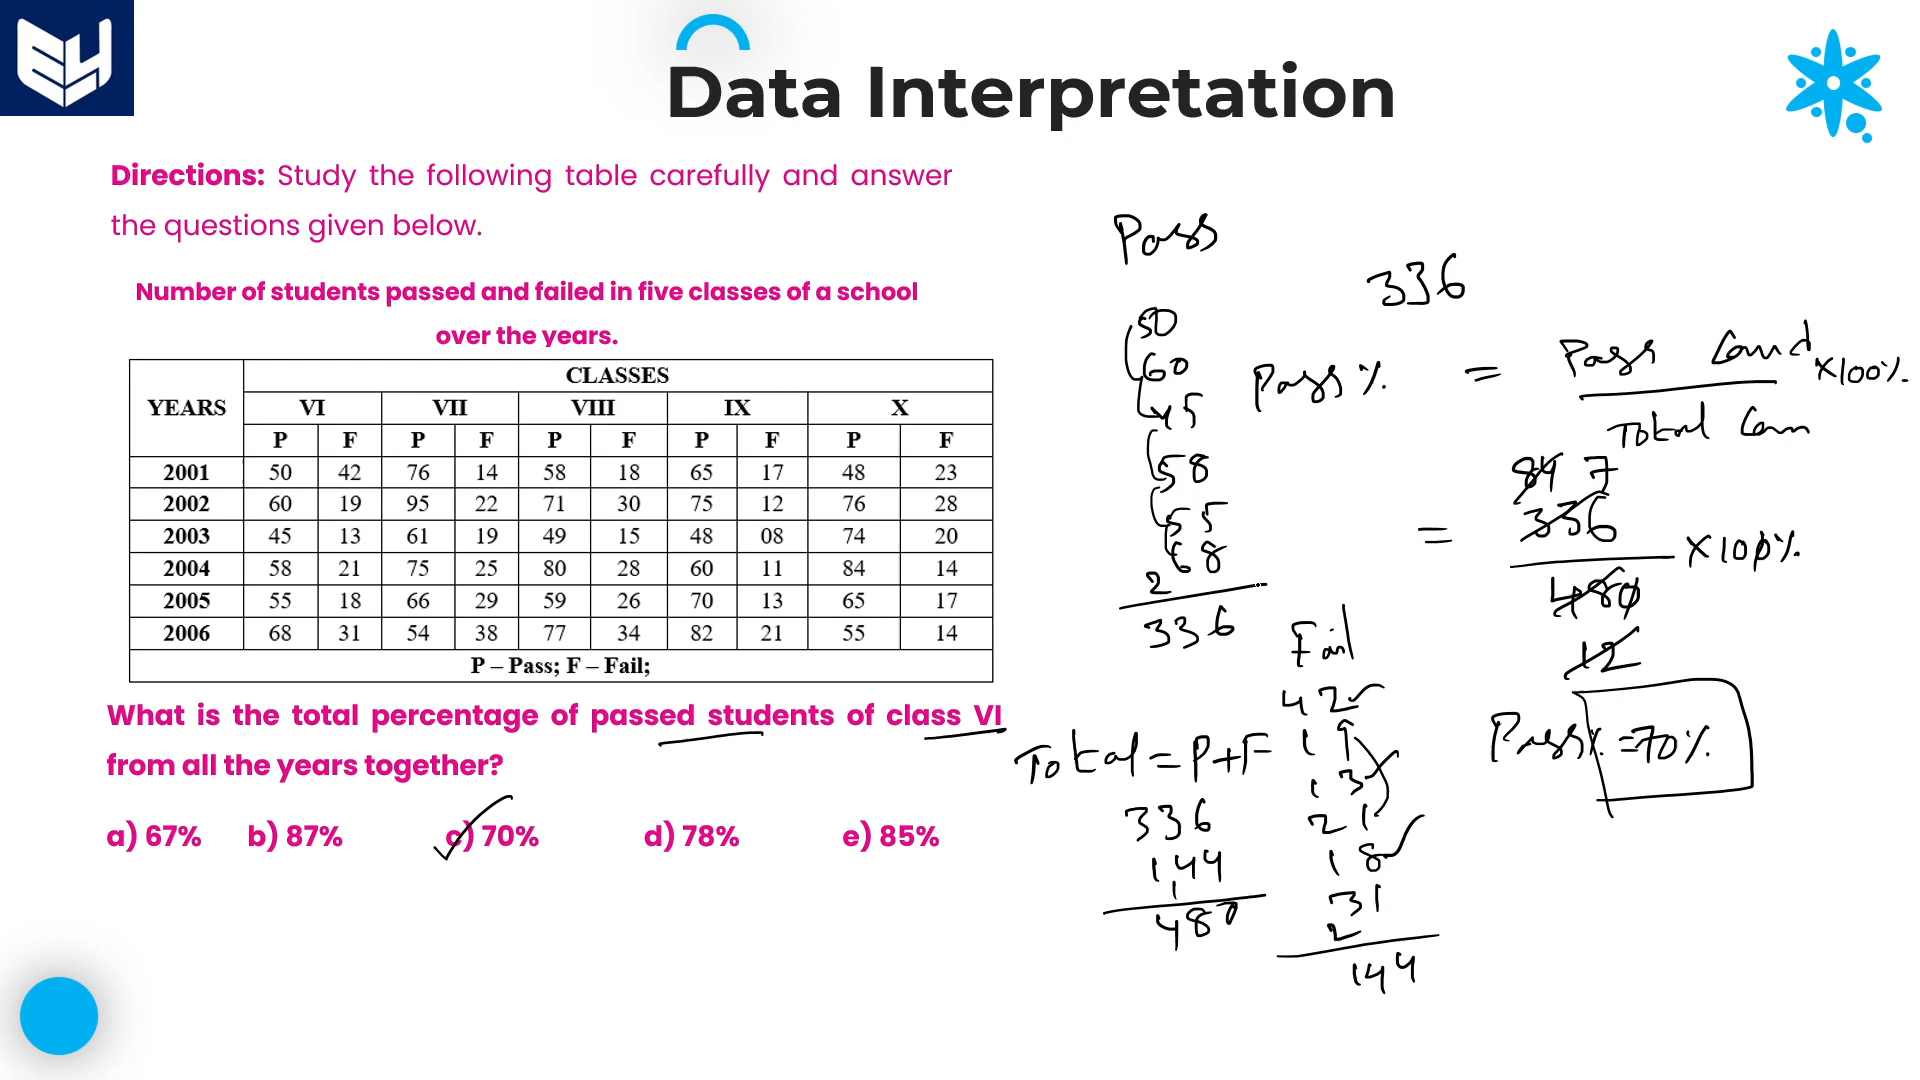 Data Interpretation
Directions: Study the following table carefully and answer
the questions given below.
Number of students passed and failed in five classes of a school
over the years.
YEARS CLASSES
VI VII VIII IX X
P F P F P F P F P F
2001 50 42 76 14 58 18 65 17 48 23
2002 60 19 95 22 71 30 75 12 76 28
2003 45 13 61 19 49 15 48 08 74 20
2004 58 21 75 25 80 28 60 11 84 14
2005 55 18 66 29 59 26 70 13 65 17
2006 68 31 54 38 77 34 82 21 55 14
P – Pass; F – Fail;
What is the total percentage of passed students of class VI
from all the years together?
a) 67% b) 87% c) 70% d) 78% e) 85%
Pass
50
60
45
58
55
68
2
336
336
Pass % = Pass Cand ×100%
Total Can
84 7
= 336 ×100%
480
12
Pass% =70%
Fail
42
19
13
21
18
31
2
144
Total = P+F
336
144
1
480